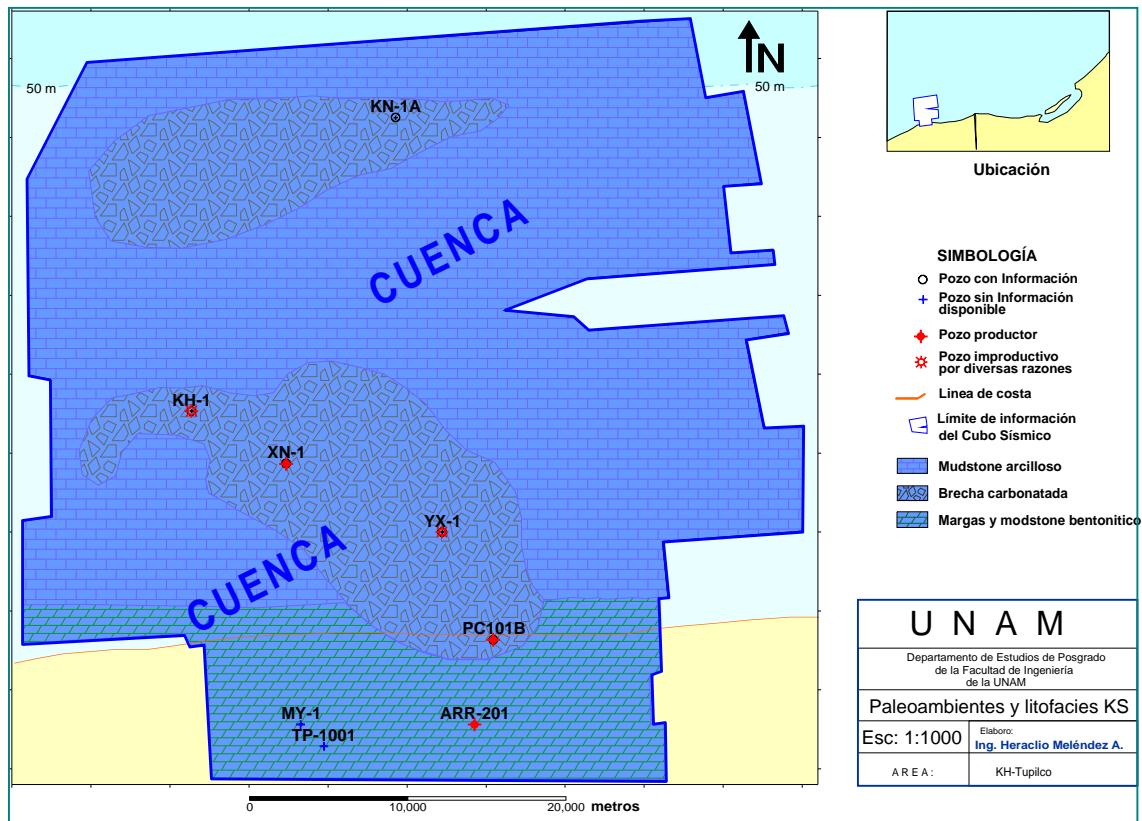 N
50 m
50 m
KN-1A
CUENCA
KH-1
XN-1
YX-1
CUENCA
PC101B
MY-1
ARR-201
TP-1001
0
10,000
20,000
metros
Ubicación
SIMBOLOGÍA
Pozo con Información
Pozo sin Información
disponible
Pozo productor
Pozo improductivo
por diversas razones
Linea de costa
Límite de información
del Cubo Sísmico
Mudstone arcilloso
Brecha carbonatada
Margas y modstone bentonitico
U N A M
Departamento de Estudios de Posgrado
de la Facultad de Ingeniería
de la UNAM
Paleoambientes y litofacies KS
Esc: 1:1000
Elaboro:
Ing. Heraclio Meléndez A.
A R E A :
KH-Tupilco